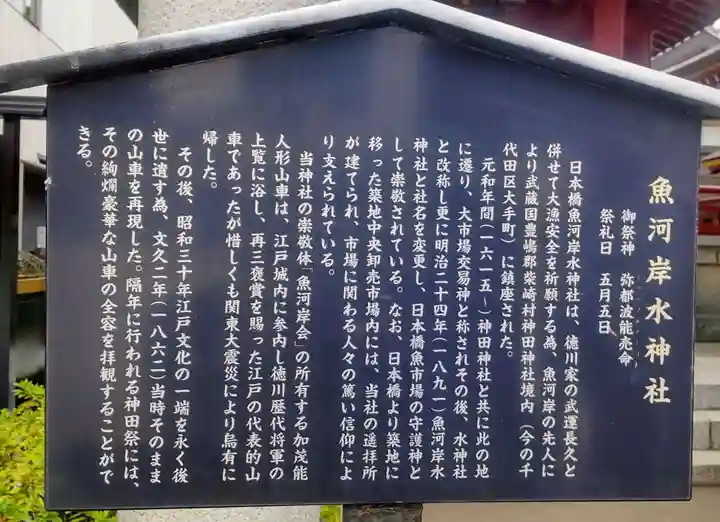 魚河岸水神社
御祭神　弥都波能売命
祭礼日　五月五日
日本橋魚河岸水神社は、徳川家の武運長久と
併せて大漁安全を祈願する為、魚河岸の先人に
より武蔵国豊嶋郡柴崎村神田神社境内（今の千
代田区大手町）に鎮座された。
元和年間（一六一五～）神田神社と共に此の地
に遷り、大市場交易神と称されその後、水神社
と改称し更に明治二十四年（一八九一）魚河岸水
神社と社名を変更し、日本橋魚市場の守護神と
して崇敬されている。なお、日本橋より築地に
移った築地中央卸売市場内には、当社の遥拝所
が建てられ、市場に関わる人々の篤い信仰によ
り支えられている。
当神社の崇敬体「魚河岸会」の所有する加茂能
人形山車は、江戸城内に参内し徳川歴代将軍の
上覧に浴し、再三褒賞を賜った江戸の代表的山
車であったが惜しくも関東大震災により烏有に
帰した。
その後、昭和三十年江戸文化の一端を永く後
世に遺す為、文久二年（一八六二）当時そのまま
の山車を再現した。隔年に行われる神田祭には、
その絢爛豪華な山車の全容を拝観することがで
きる。